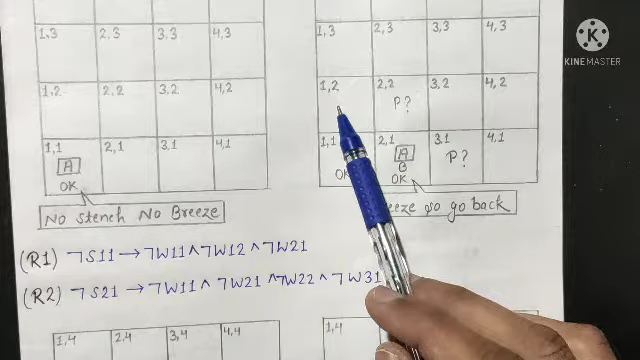 1,3 2,3 3,3 4,3
1,2 2,2 3,2 4,2
1,1 2,1 3,1 4,1
A
OK
No stench No Breeze
1,3 2,3 3,3 4,3
1,2 2,2 3,2 4,2
P?
1,1 2,1 3,1 4,1
A P?
B
OK OK
so go back
(R1) ¬S11 → ¬W11 ∧ ¬W12 ∧ ¬W21
(R2) ¬S21 → ¬W11 ∧ ¬W21 ∧ ¬W22 ∧ ¬W31
1,4 2,4 3,4 4,4
1,4 2,4 3,4
KINEMASTER